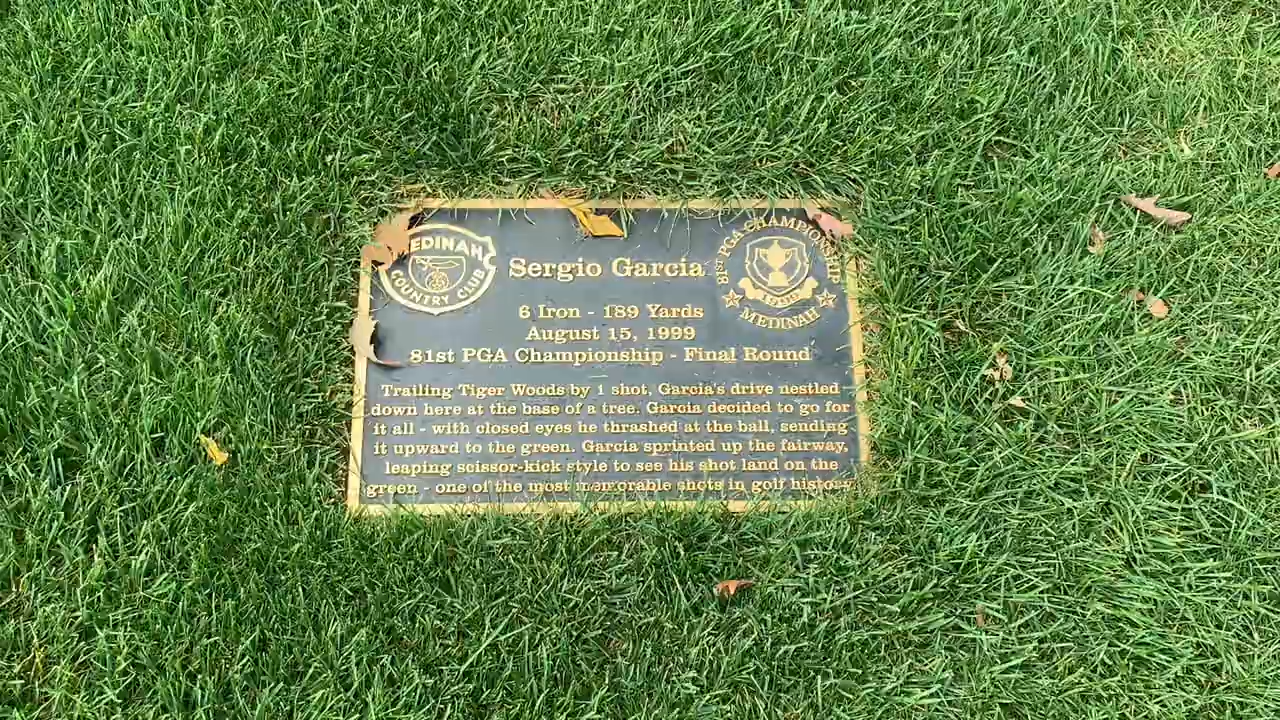 MEDINAH
COUNTRY CLUB
Sergio Garcia
81st PGA CHAMPIONSHIP
1999
MEDINAH
6 Iron - 189 Yards
August 15, 1999
81st PGA Championship - Final Round
Trailing Tiger Woods by 1 shot, Garcia's drive nestled
down here at the base of a tree. Garcia decided to go for
it all - with closed eyes he thrashed at the ball, sending
it upward to the green. Garcia sprinted up the fairway,
leaping scissor-kick style to see his shot land on the
green - one of the most memorable shots in golf history